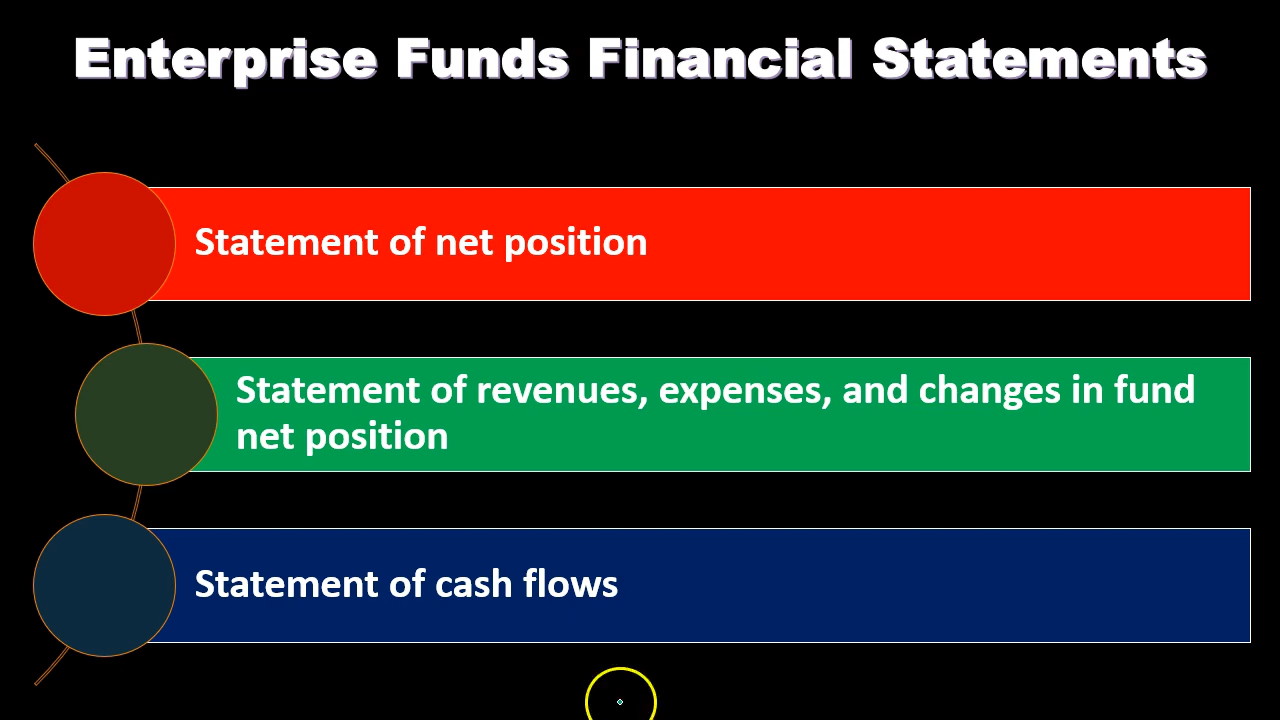 Enterprise Funds Financial Statements
Statement of net position
Statement of revenues, expenses, and changes in fund
net position
Statement of cash flows